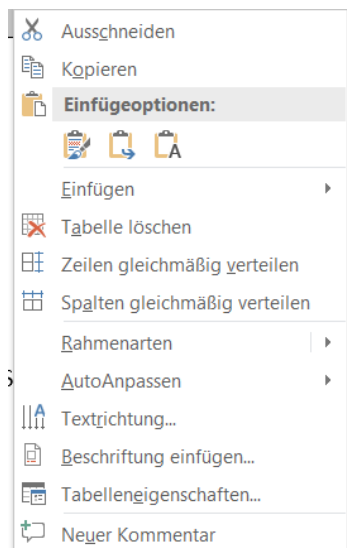 Ausschneiden
Kopieren
Einfügeoptionen:
Einfügen
Tabelle löschen
Zeilen gleichmäßig verteilen
Spalten gleichmäßig verteilen
Rahmenarten
AutoAnpassen
Textrichtung...
Beschriftung einfügen...
Tabelleneigenschaften...
Neuer Kommentar